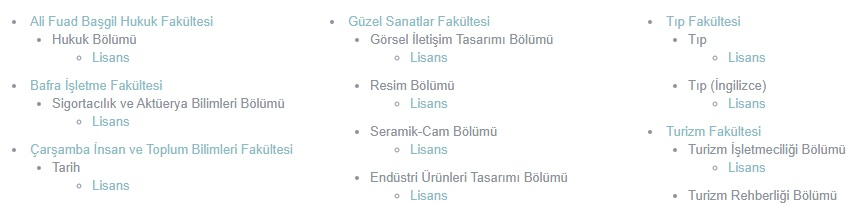 Ali Fuad Başgil Hukuk Fakültesi
Hukuk Bölümü
Lisans
Bafra İşletme Fakültesi
Sigortacılık ve Aktüerya Bilimleri Bölümü
Lisans
Çarşamba İnsan ve Toplum Bilimleri Fakültesi
Tarih
Lisans
Güzel Sanatlar Fakültesi
Görsel İletişim Tasarımı Bölümü
Lisans
Resim Bölümü
Lisans
Seramik-Cam Bölümü
Lisans
Endüstri Ürünleri Tasarımı Bölümü
Lisans
Tıp Fakültesi
Tıp
Lisans
Tıp (İngilizce)
Lisans
Turizm Fakültesi
Turizm İşletmeciliği Bölümü
Lisans
Turizm Rehberliği Bölümü